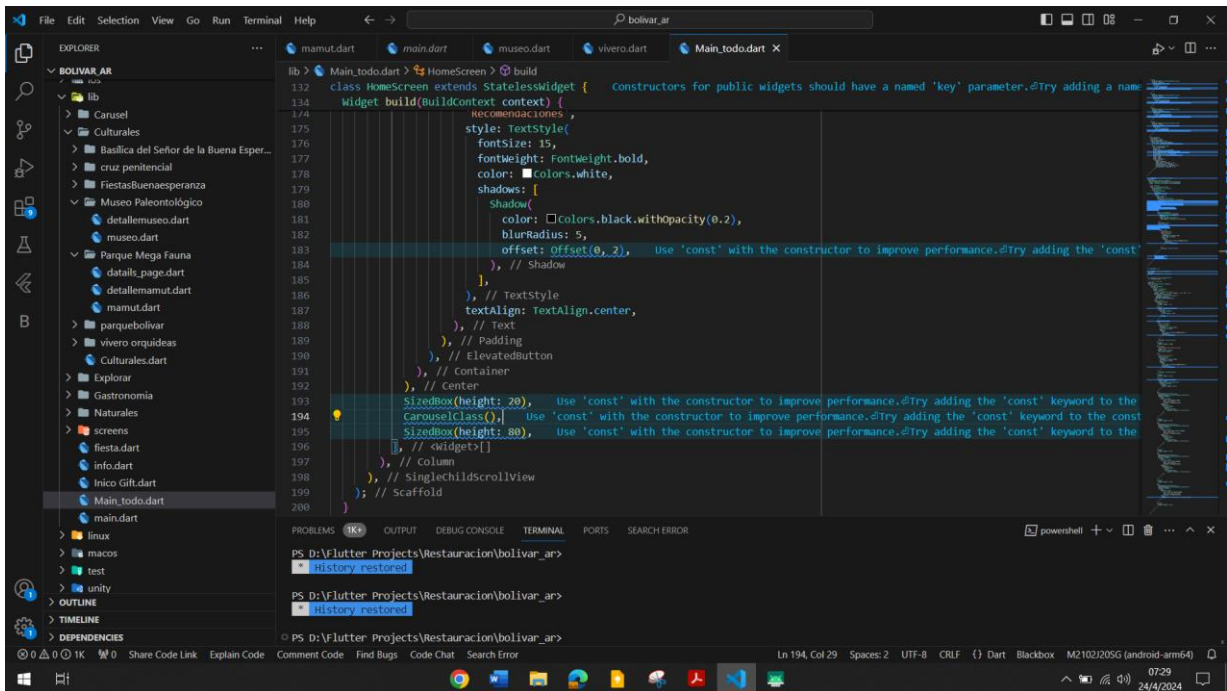 File Edit Selection View Go Run Terminal Help
bolivar_ar
EXPLORER
BOLIVAR_AR
ios
lib
Carusel
Culturales
Basílica del Señor de la Buena Esper...
cruz penitencial
FiestasBuenaesperanza
Museo Paleontológico
detallemuseo.dart
museo.dart
Parque Mega Fauna
datails_page.dart
detallemamut.dart
mamut.dart
parquebolivar
vivero orquideas
Culturales.dart
Explorar
Gastronomia
Naturales
screens
fiesta.dart
info.dart
Inico Gift.dart
Main_todo.dart
main.dart
linux
macos
test
unity
OUTLINE
TIMELINE
DEPENDENCIES
mamut.dart main.dart museo.dart vivero.dart Main_todo.dart
lib > Main_todo.dart > HomeScreen > build
132 class HomeScreen extends StatelessWidget { Constructors for public widgets should have a named 'key' parameter.⏎Try adding a name
134 Widget build(BuildContext context) {
174 Recomendaciones',
175 style: TextStyle(
176 fontSize: 15,
177 fontWeight: FontWeight.bold,
178 color: Colors.white,
179 shadows: [
180 Shadow(
181 color: Colors.black.withOpacity(0.2),
182 blurRadius: 5,
183 offset: Offset(0, 2), Use 'const' with the constructor to improve performance.⏎Try adding the 'const'
184 ), // Shadow
185 ],
186 ), // TextStyle
187 textAlign: TextAlign.center,
188 ), // Text
189 ), // Padding
190 ), // ElevatedButton
191 ), // Container
192 ), // Center
193 SizedBox(height: 20), Use 'const' with the constructor to improve performance.⏎Try adding the 'const' keyword to the
194 CarouselClass(), Use 'const' with the constructor to improve performance.⏎Try adding the 'const' keyword to the const
195 SizedBox(height: 80), Use 'const' with the constructor to improve performance.⏎Try adding the 'const' keyword to the
196 ], // <Widget>[]
197 ), // Column
198 ), // SingleChildScrollView
199 ); // Scaffold
200 }
PROBLEMS 1K+ OUTPUT DEBUG CONSOLE TERMINAL PORTS SEARCH ERROR powershell
PS D:\Flutter Projects\Restauracion\bolivar_ar>
* History restored
PS D:\Flutter Projects\Restauracion\bolivar_ar>
* History restored
PS D:\Flutter Projects\Restauracion\bolivar_ar>
0 0 1K 0 Share Code Link Explain Code Comment Code Find Bugs Code Chat Search Error Ln 194, Col 29 Spaces: 2 UTF-8 CRLF {} Dart Blackbox M2102J20SG (android-arm64)
07:29
24/4/2024